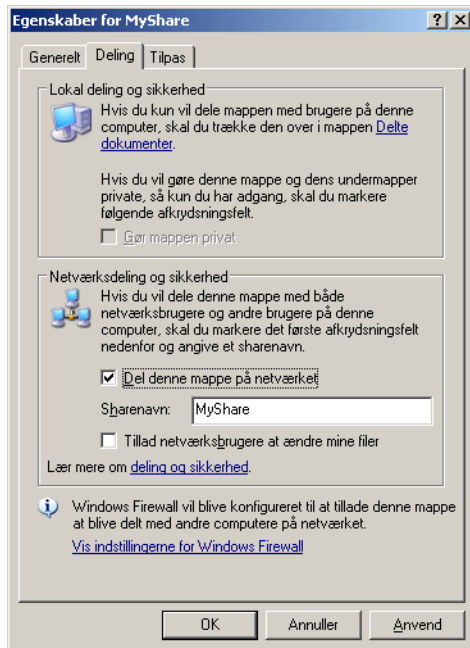 Egenskaber for MyShare
Generelt Deling Tilpas
Lokal deling og sikkerhed
Hvis du kun vil dele mappen med brugere på denne
computer, skal du trække den over i mappen Delte
dokumenter.
Hvis du vil gøre denne mappe og dens undermapper
private, så kun du har adgang, skal du markere
følgende afkrydsningsfelt.
Gør mappen privat
Netværksdeling og sikkerhed
Hvis du vil dele denne mappe med både
netværksbrugere og andre brugere på denne
computer, skal du markere det første afkrydsningsfelt
nedenfor og angive et sharenavn.
Del denne mappe på netværket
Sharenavn: MyShare
Tillad netværksbrugere at ændre mine filer
Lær mere om deling og sikkerhed.
Windows Firewall vil blive konfigureret til at tillade denne mappe
at blive delt med andre computere på netværket.
Vis indstillingerne for Windows Firewall
OK Annuller Anvend